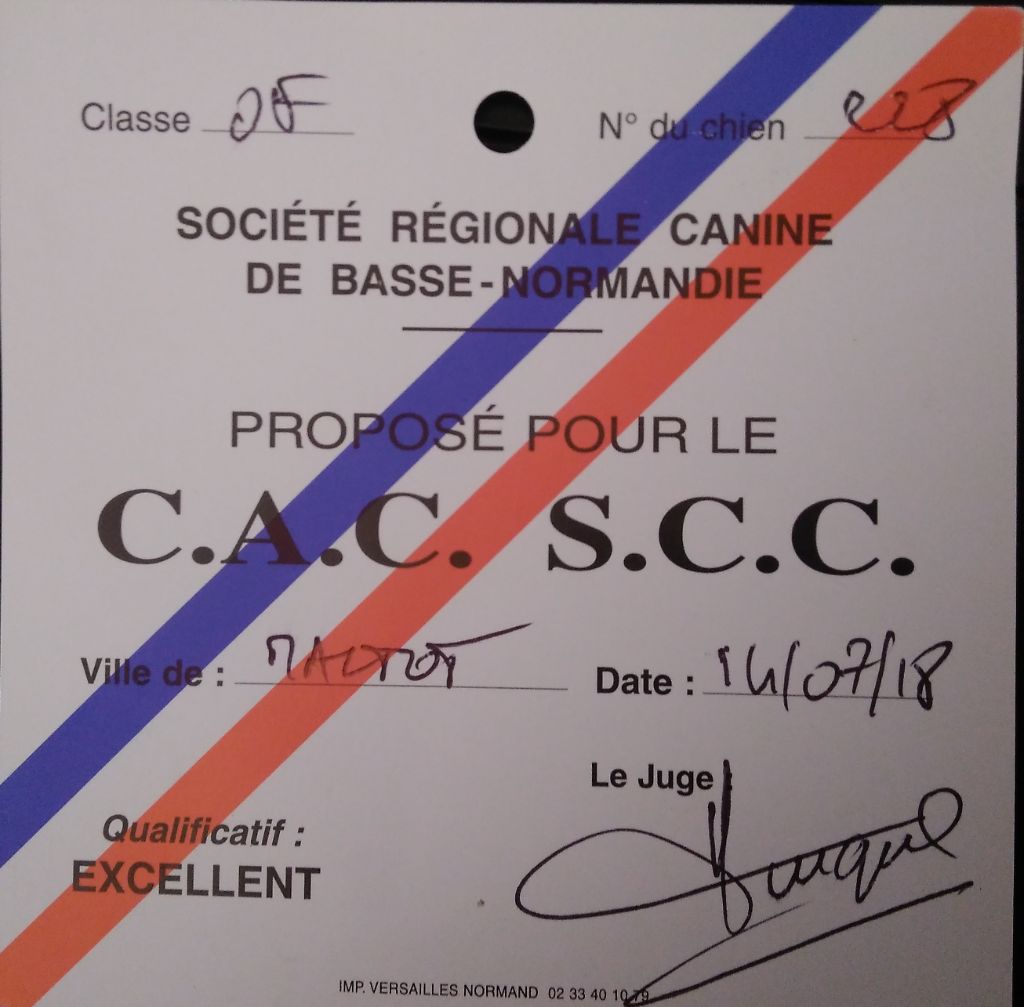 Classe OF N° du chien 228
SOCIÉTÉ RÉGIONALE CANINE
DE BASSE-NORMANDIE
PROPOSÉ POUR LE
C.A.C. S.C.C.
Ville de : MALTOT Date : 14/07/18
Le Juge
Qualificatif :
EXCELLENT
IMP. VERSAILLES NORMAND 02 33 40 10 79